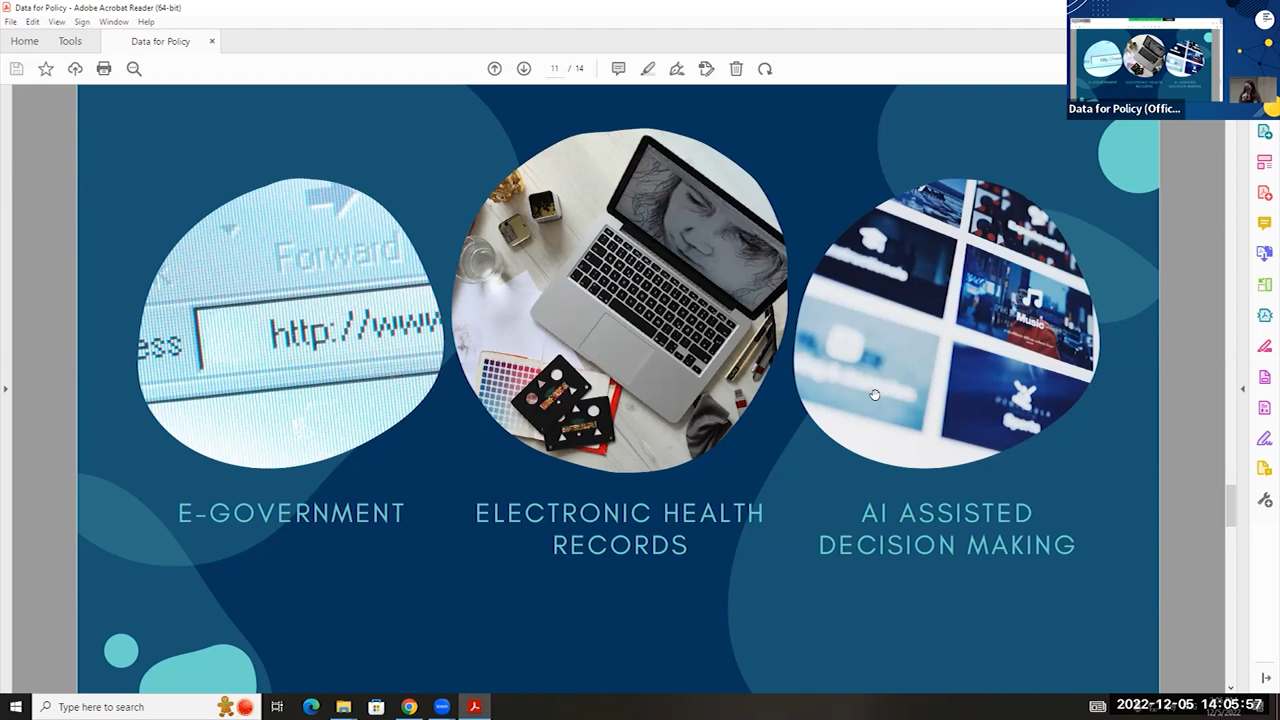 Data for Policy - Adobe Acrobat Reader (64-bit)
File Edit View Sign Window Help
Home Tools Data for Policy ×
11 / 14
Data for Policy (Offic...
Forward
ess http://www
Music
E-GOVERNMENT
ELECTRONIC HEALTH
RECORDS
AI ASSISTED
DECISION MAKING
Type here to search
2022-12-05 14:05:57